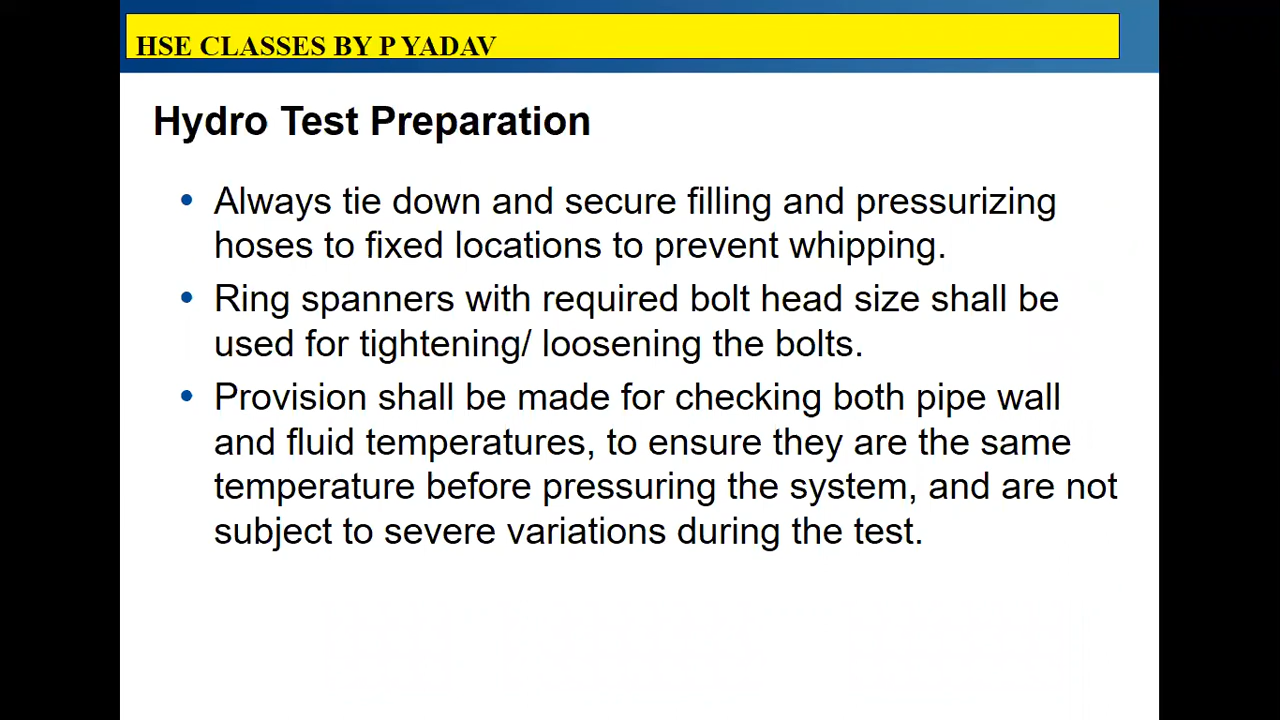 HSE CLASSES BY P YADAV
Hydro Test Preparation
• Always tie down and secure filling and pressurizing
hoses to fixed locations to prevent whipping.
• Ring spanners with required bolt head size shall be
used for tightening/ loosening the bolts.
• Provision shall be made for checking both pipe wall
and fluid temperatures, to ensure they are the same
temperature before pressuring the system, and are not
subject to severe variations during the test.